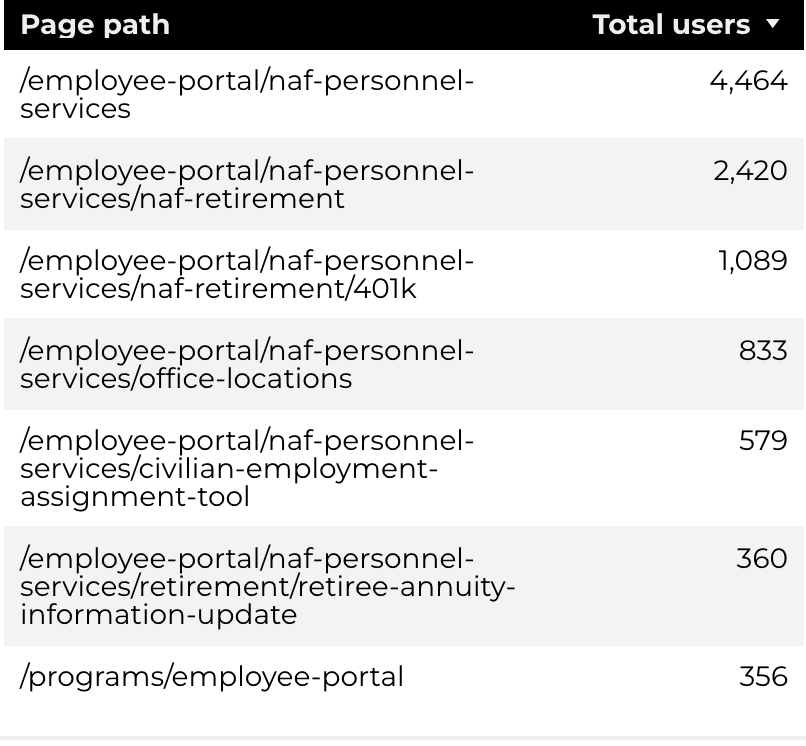 Page path Total users
/employee-portal/naf-personnel-
services
4,464
/employee-portal/naf-personnel-
services/naf-retirement
2,420
/employee-portal/naf-personnel-
services/naf-retirement/401k
1,089
/employee-portal/naf-personnel-
services/office-locations
833
/employee-portal/naf-personnel-
services/civilian-employment-
assignment-tool
579
/employee-portal/naf-personnel-
services/retirement/retiree-annuity-
information-update
360
/programs/employee-portal
356